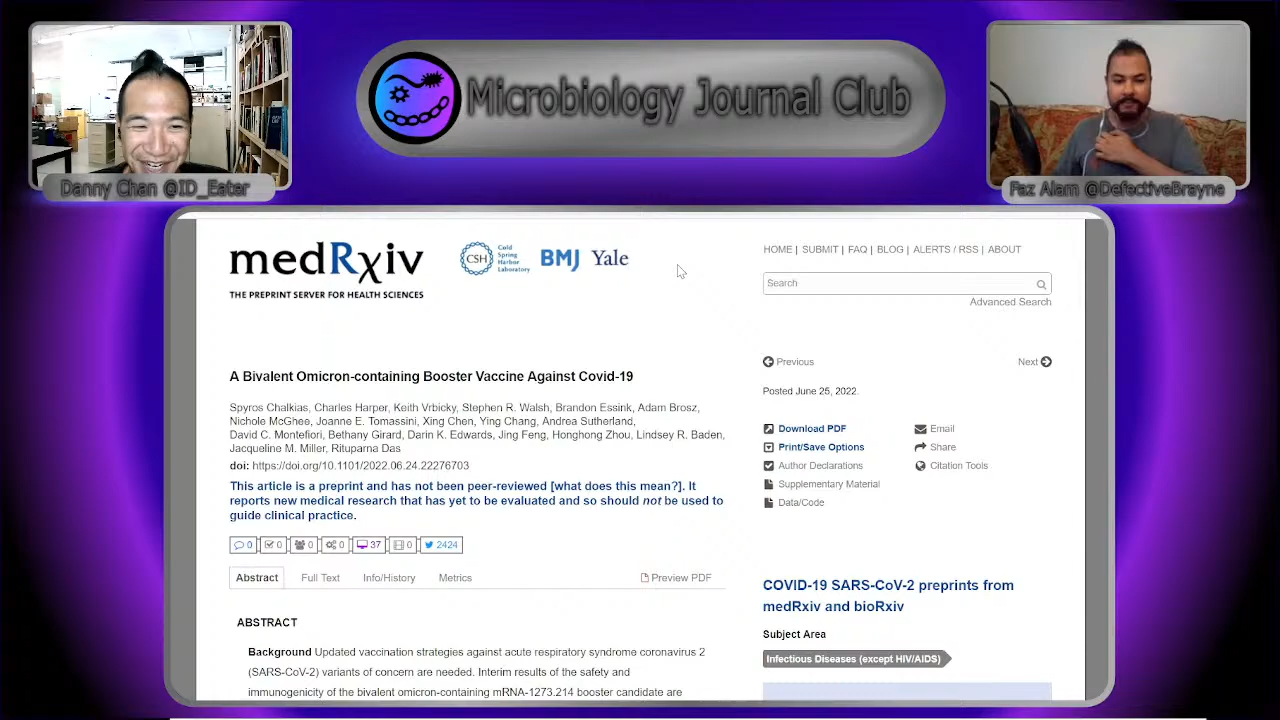 Microbiology Journal Club
Danny Chan @ID_Eater
Faz Alam @DefectiveBrayne
medRxiv
THE PREPRINT SERVER FOR HEALTH SCIENCES
CSH
Cold
Spring
Harbor
Laboratory
BMJ Yale
HOME | SUBMIT | FAQ | BLOG | ALERTS / RSS | ABOUT
Search
Advanced Search
Previous
Next
Posted June 25, 2022.
A Bivalent Omicron-containing Booster Vaccine Against Covid-19
Spyros Chalkias, Charles Harper, Keith Vrbicky, Stephen R. Walsh, Brandon Essink, Adam Brosz,
Nichole McGhee, Joanne E. Tomassini, Xing Chen, Ying Chang, Andrea Sutherland,
David C. Montefiori, Bethany Girard, Darin K. Edwards, Jing Feng, Honghong Zhou, Lindsey R. Baden,
Jacqueline M. Miller, Rituparna Das
doi: https://doi.org/10.1101/2022.06.24.22276703
This article is a preprint and has not been peer-reviewed [what does this mean?]. It
reports new medical research that has yet to be evaluated and so should not be used to
guide clinical practice.
0 0 0 0 37 0 2424
Abstract Full Text Info/History Metrics Preview PDF
ABSTRACT
Background Updated vaccination strategies against acute respiratory syndrome coronavirus 2
(SARS-CoV-2) variants of concern are needed. Interim results of the safety and
immunogenicity of the bivalent omicron-containing mRNA-1273.214 booster candidate are
Download PDF
Print/Save Options
Author Declarations
Supplementary Material
Data/Code
Email
Share
Citation Tools
COVID-19 SARS-CoV-2 preprints from
medRxiv and bioRxiv
Subject Area
Infectious Diseases (except HIV/AIDS)